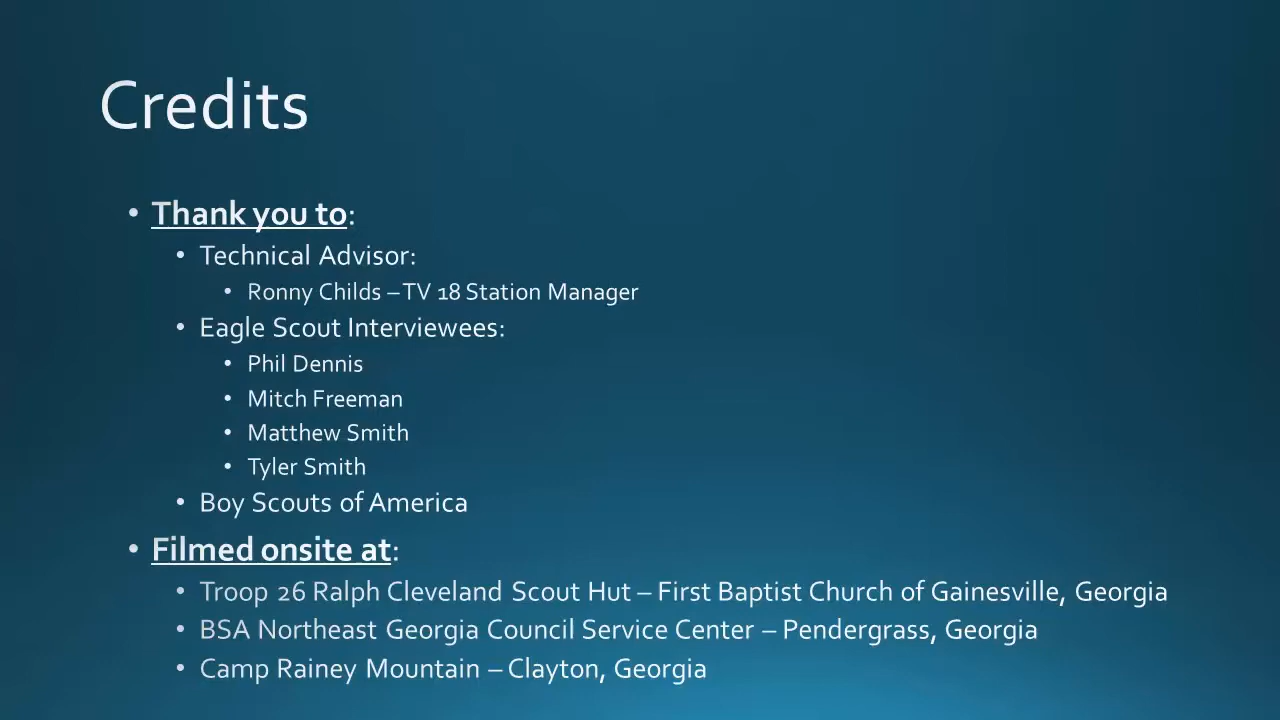 Credits
• Thank you to:
• Technical Advisor:
• Ronny Childs – TV 18 Station Manager
• Eagle Scout Interviewees:
• Phil Dennis
• Mitch Freeman
• Matthew Smith
• Tyler Smith
• Boy Scouts of America
• Filmed onsite at:
• Troop 26 Ralph Cleveland Scout Hut – First Baptist Church of Gainesville, Georgia
• BSA Northeast Georgia Council Service Center – Pendergrass, Georgia
• Camp Rainey Mountain – Clayton, Georgia